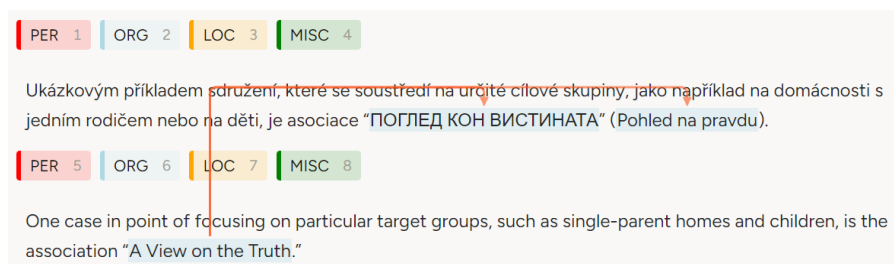 PER 1 ORG 2 LOC 3 MISC 4
Ukázkovým příkladem sdružení, které se soustředí na určité cílové skupiny, jako například na domácnosti s
jedním rodičem nebo na děti, je asociace “ПОГЛЕД КОН ВИСТИНАТА” (Pohled na pravdu).
PER 5 ORG 6 LOC 7 MISC 8
One case in point of focusing on particular target groups, such as single-parent homes and children, is the
association “A View on the Truth.”